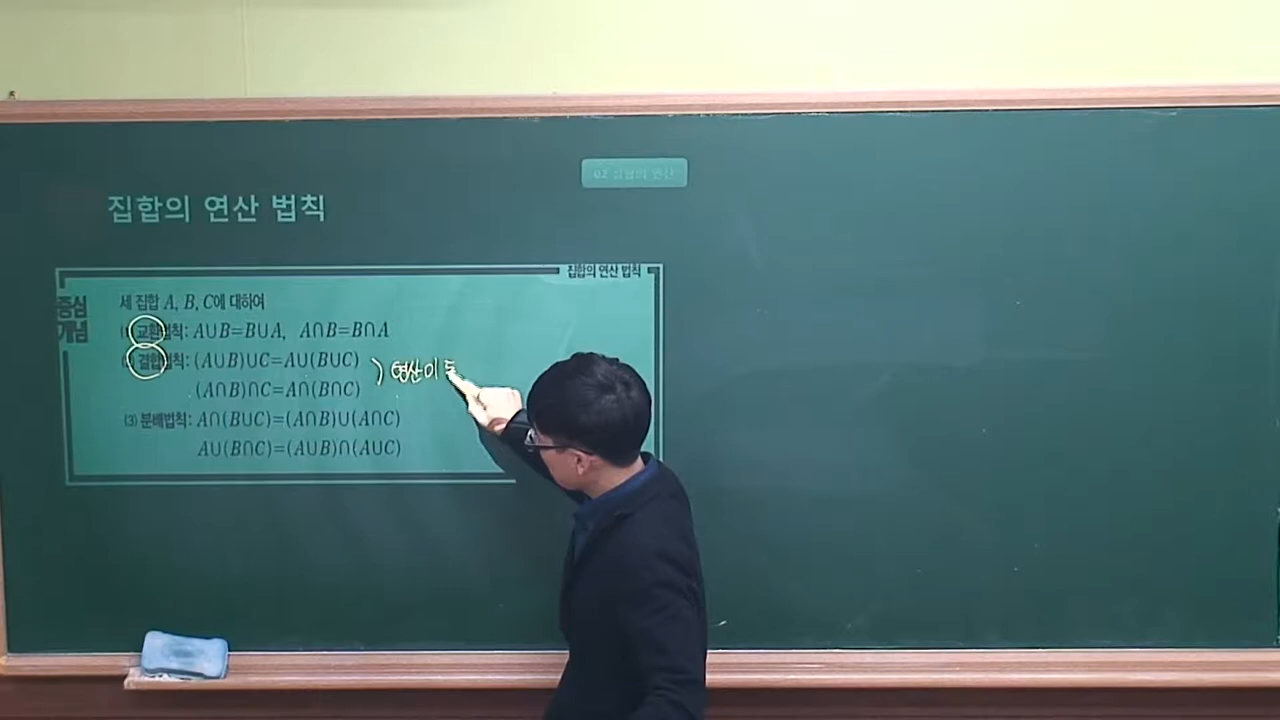 02 집합의 연산
집합의 연산 법칙
집합의 연산 법칙
중심
개념
세 집합 A, B, C에 대하여
(1) 교환법칙: A∪B=B∪A, A∩B=B∩A
(2) 결합법칙: (A∪B)∪C=A∪(B∪C)
(A∩B)∩C=A∩(B∩C)
) 연산이
(3) 분배법칙: A∩(B∪C)=(A∩B)∪(A∩C)
A∪(B∩C)=(A∪B)∩(A∪C)